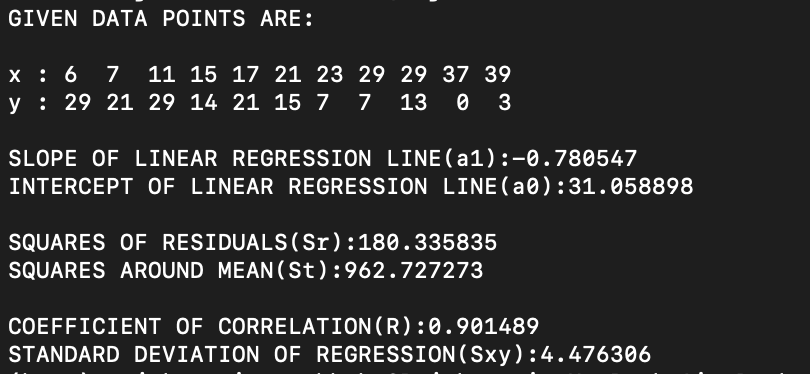 GIVEN DATA POINTS ARE:
x : 6 7 11 15 17 21 23 29 29 37 39
y : 29 21 29 14 21 15 7 7 13 0 3
SLOPE OF LINEAR REGRESSION LINE(a1):-0.780547
INTERCEPT OF LINEAR REGRESSION LINE(a0):31.058898
SQUARES OF RESIDUALS(Sr):180.335835
SQUARES AROUND MEAN(St):962.727273
COEFFICIENT OF CORRELATION(R):0.901489
STANDARD DEVIATION OF REGRESSION(Sxy):4.476306